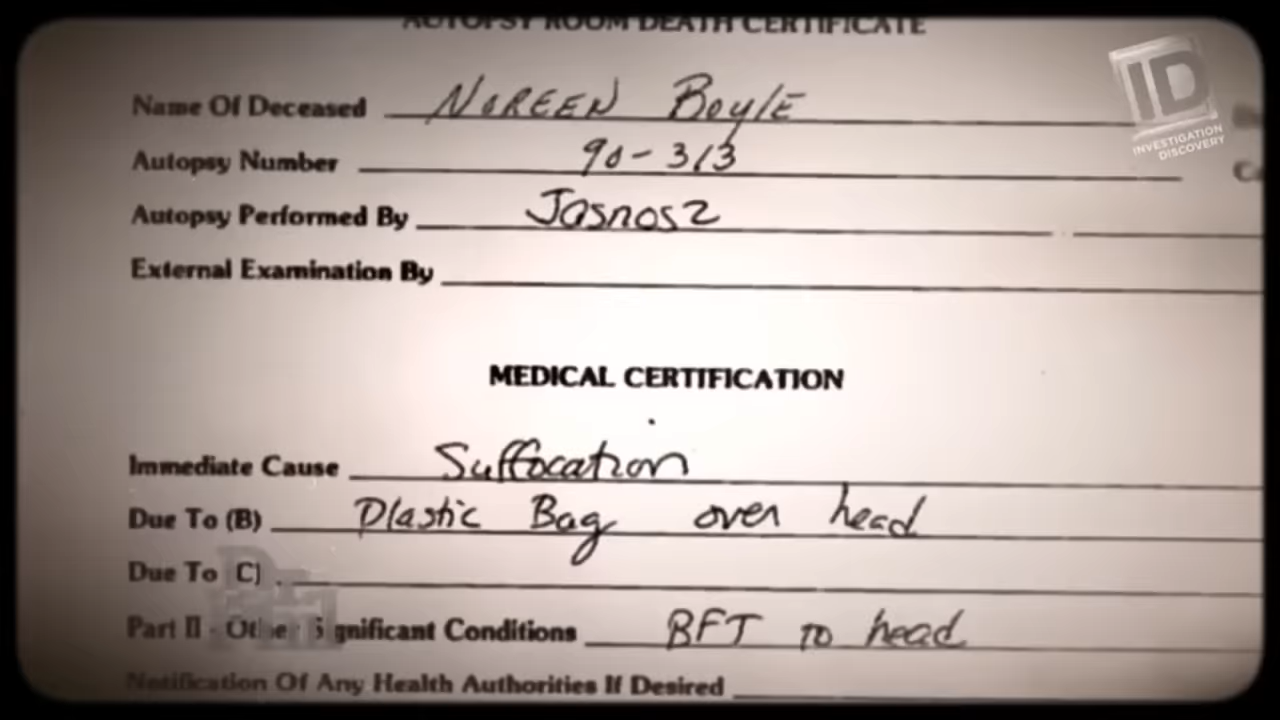 AUTOPSY ROOM DEATH CERTIFICATE
ID
INVESTIGATION
DISCOVERY
Name Of Deceased NOREEN BOYLE
Autopsy Number 90-313
Autopsy Performed By Jasnosz
External Examination By
MEDICAL CERTIFICATION
Immediate Cause Suffocation
Due To (B) Plastic Bag over head
Due To C)
Part II - Other Significant Conditions BFT to head
Notification Of Any Health Authorities If Desired